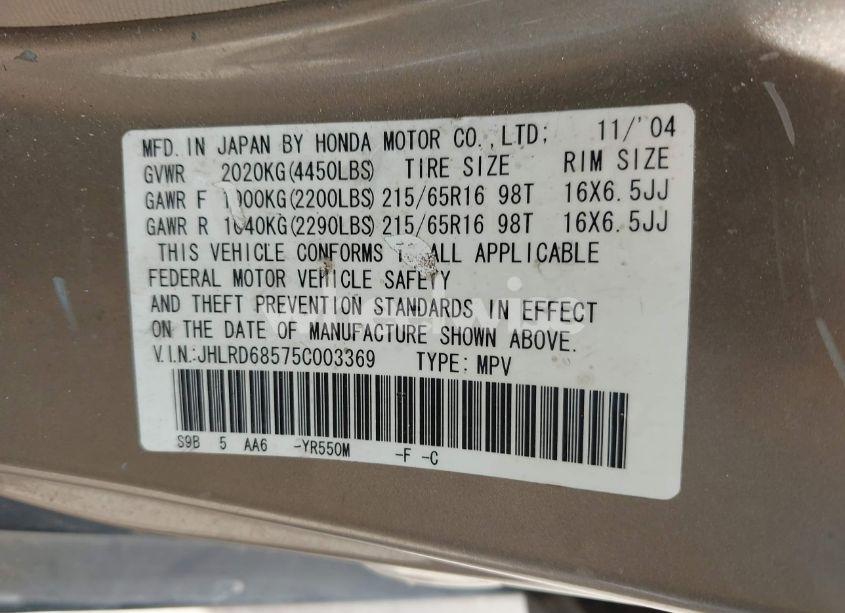 MFD. IN JAPAN BY HONDA MOTOR CO.,LTD; 11/'04
GVWR 2020KG(4450LBS) TIRE SIZE RIM SIZE
GAWR F 1000KG(2200LBS) 215/65R16 98T 16X6.5JJ
GAWR R 1040KG(2290LBS) 215/65R16 98T 16X6.5JJ
THIS VEHICLE CONFORMS TO ALL APPLICABLE
FEDERAL MOTOR VEHICLE SAFETY
AND THEFT PREVENTION STANDARDS IN EFFECT
ON THE DATE OF MANUFACTURE SHOWN ABOVE.
V.I.N.:JHLRD68575C003369 TYPE: MPV
S9B 5 AA6 -YR550M -F -C